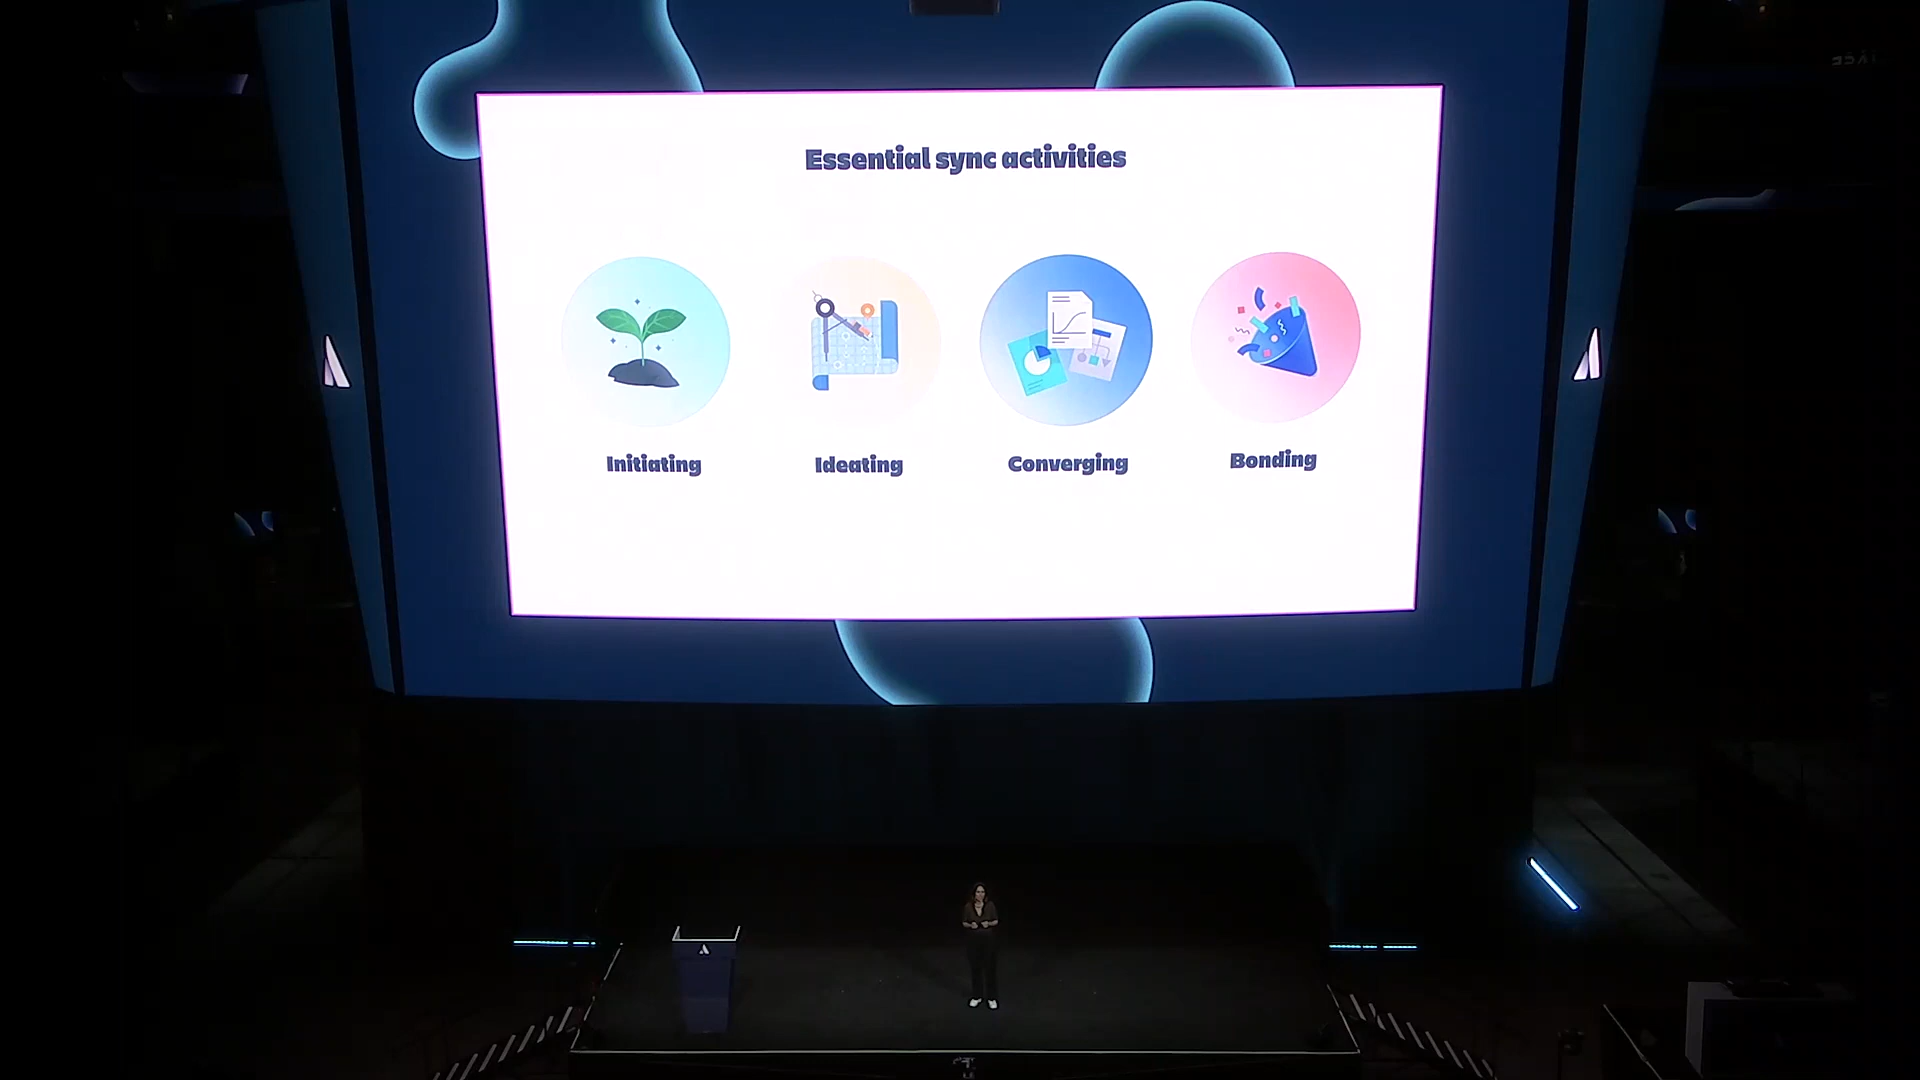 Essential sync activities
Initiating
Ideating
Converging
Bonding